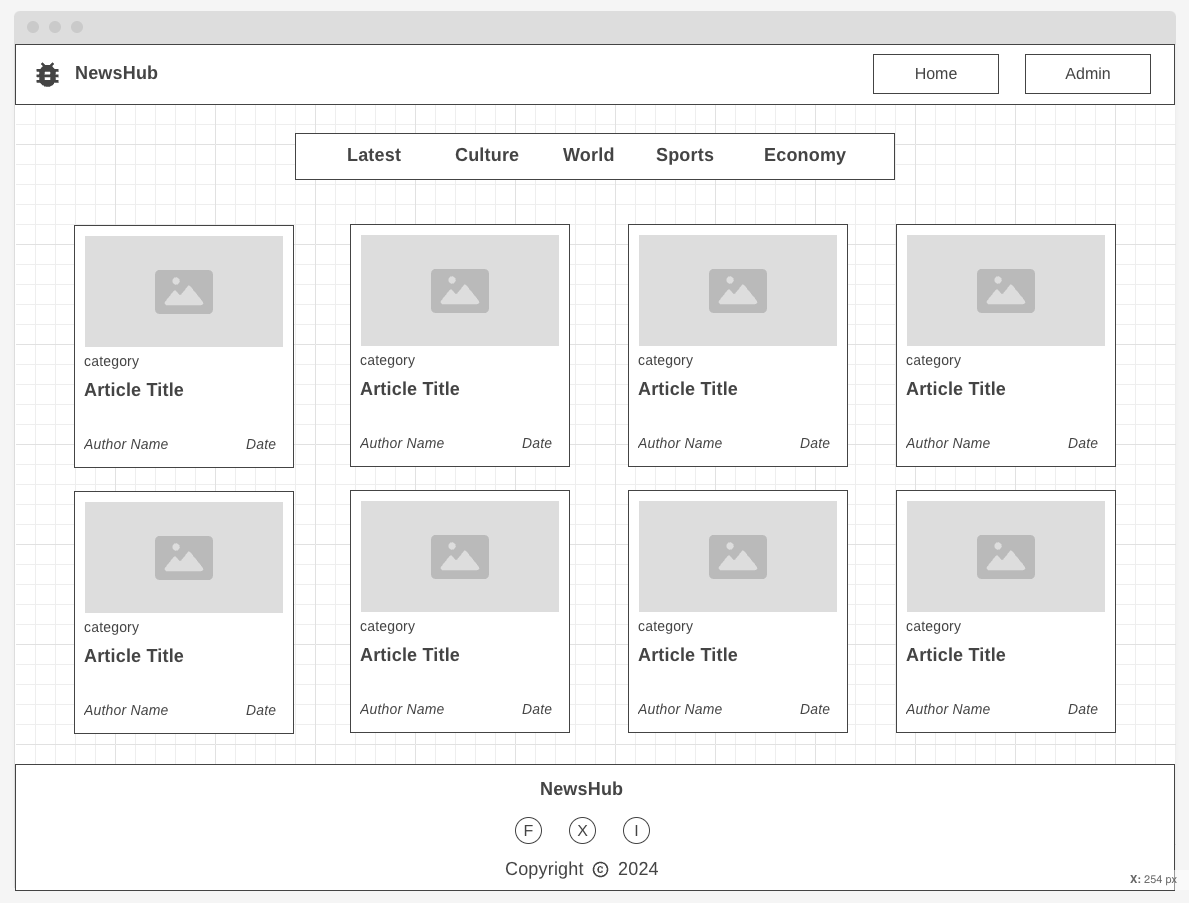 NewsHub Home Admin
Latest Culture World Sports Economy
category category category category
Article Title Article Title Article Title Article Title
Author Name Date Author Name Date Author Name Date Author Name Date
category category category category
Article Title Article Title Article Title Article Title
Author Name Date Author Name Date Author Name Date Author Name Date
NewsHub
F X I
Copyright © 2024
X: 254 px